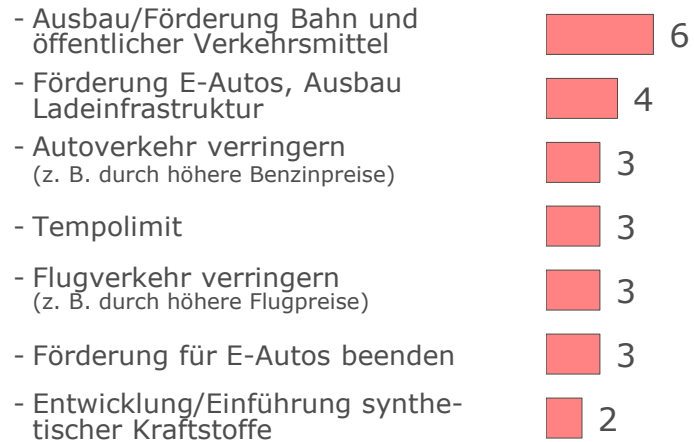 - Ausbau/Förderung Bahn und
öffentlicher Verkehrsmittel 6
- Förderung E-Autos, Ausbau
Ladeinfrastruktur 4
- Autoverkehr verringern
(z. B. durch höhere Benzinpreise) 3
- Tempolimit 3
- Flugverkehr verringern
(z. B. durch höhere Flugpreise) 3
- Förderung für E-Autos beenden 3
- Entwicklung/Einführung synthe-
tischer Kraftstoffe 2